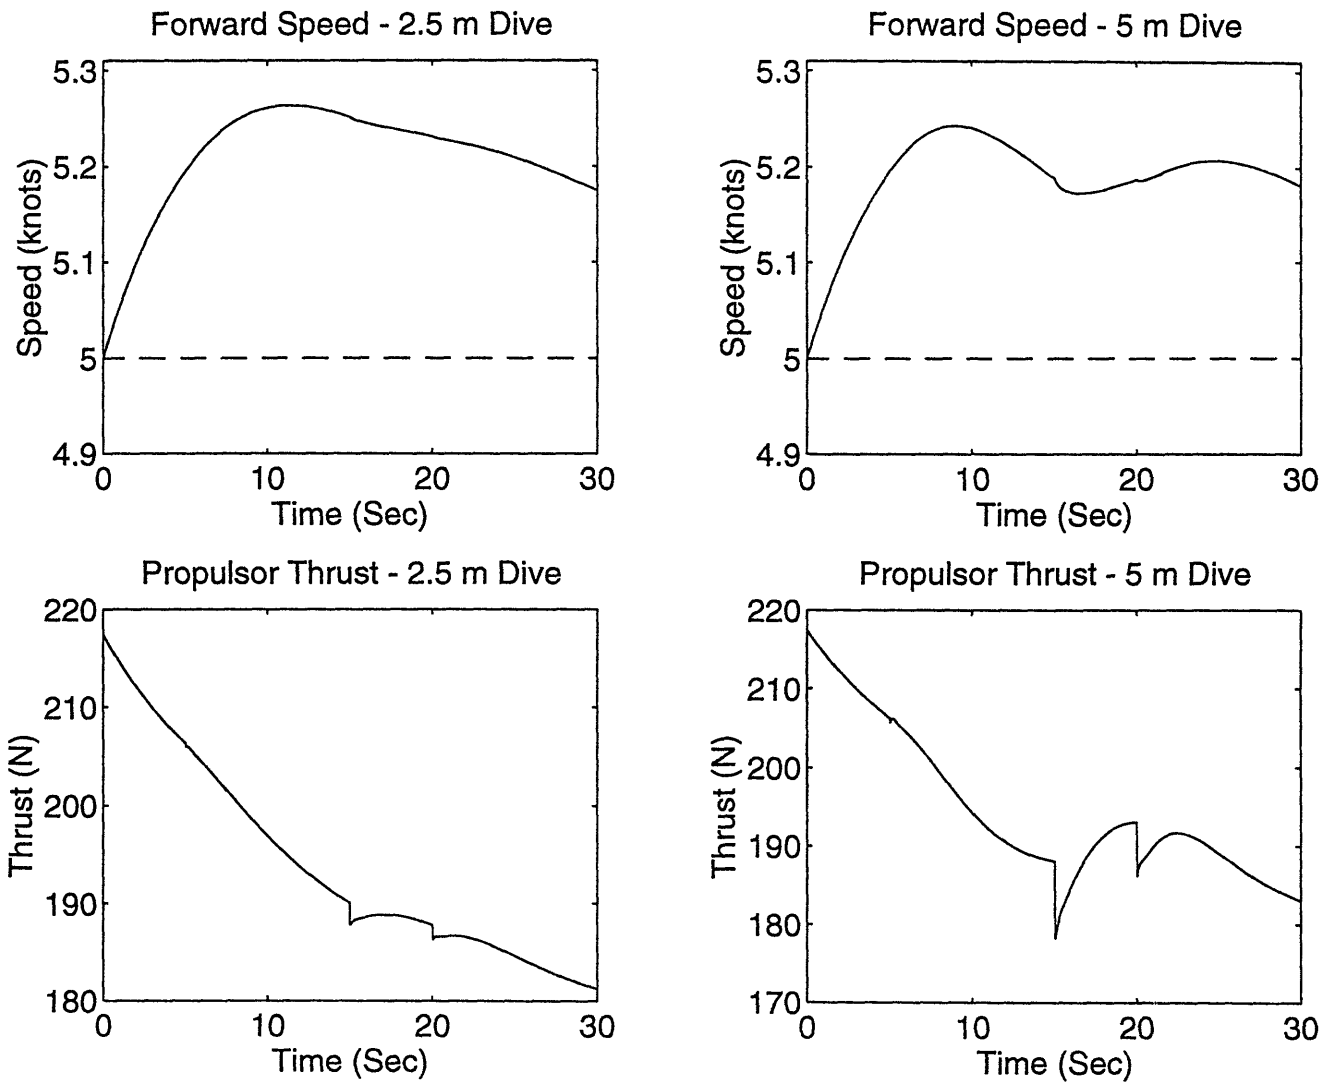 Forward Speed - 2.5 m Dive
5.3
5.2
5.1
5
4.9
Speed (knots)
0 10 20 30
Time (Sec)
Forward Speed - 5 m Dive
5.3
5.2
5.1
5
4.9
Speed (knots)
0 10 20 30
Time (Sec)
Propulsor Thrust - 2.5 m Dive
220
210
200
190
180
Thrust (N)
0 10 20 30
Time (Sec)
Propulsor Thrust - 5 m Dive
220
210
200
190
180
170
Thrust (N)
0 10 20 30
Time (Sec)